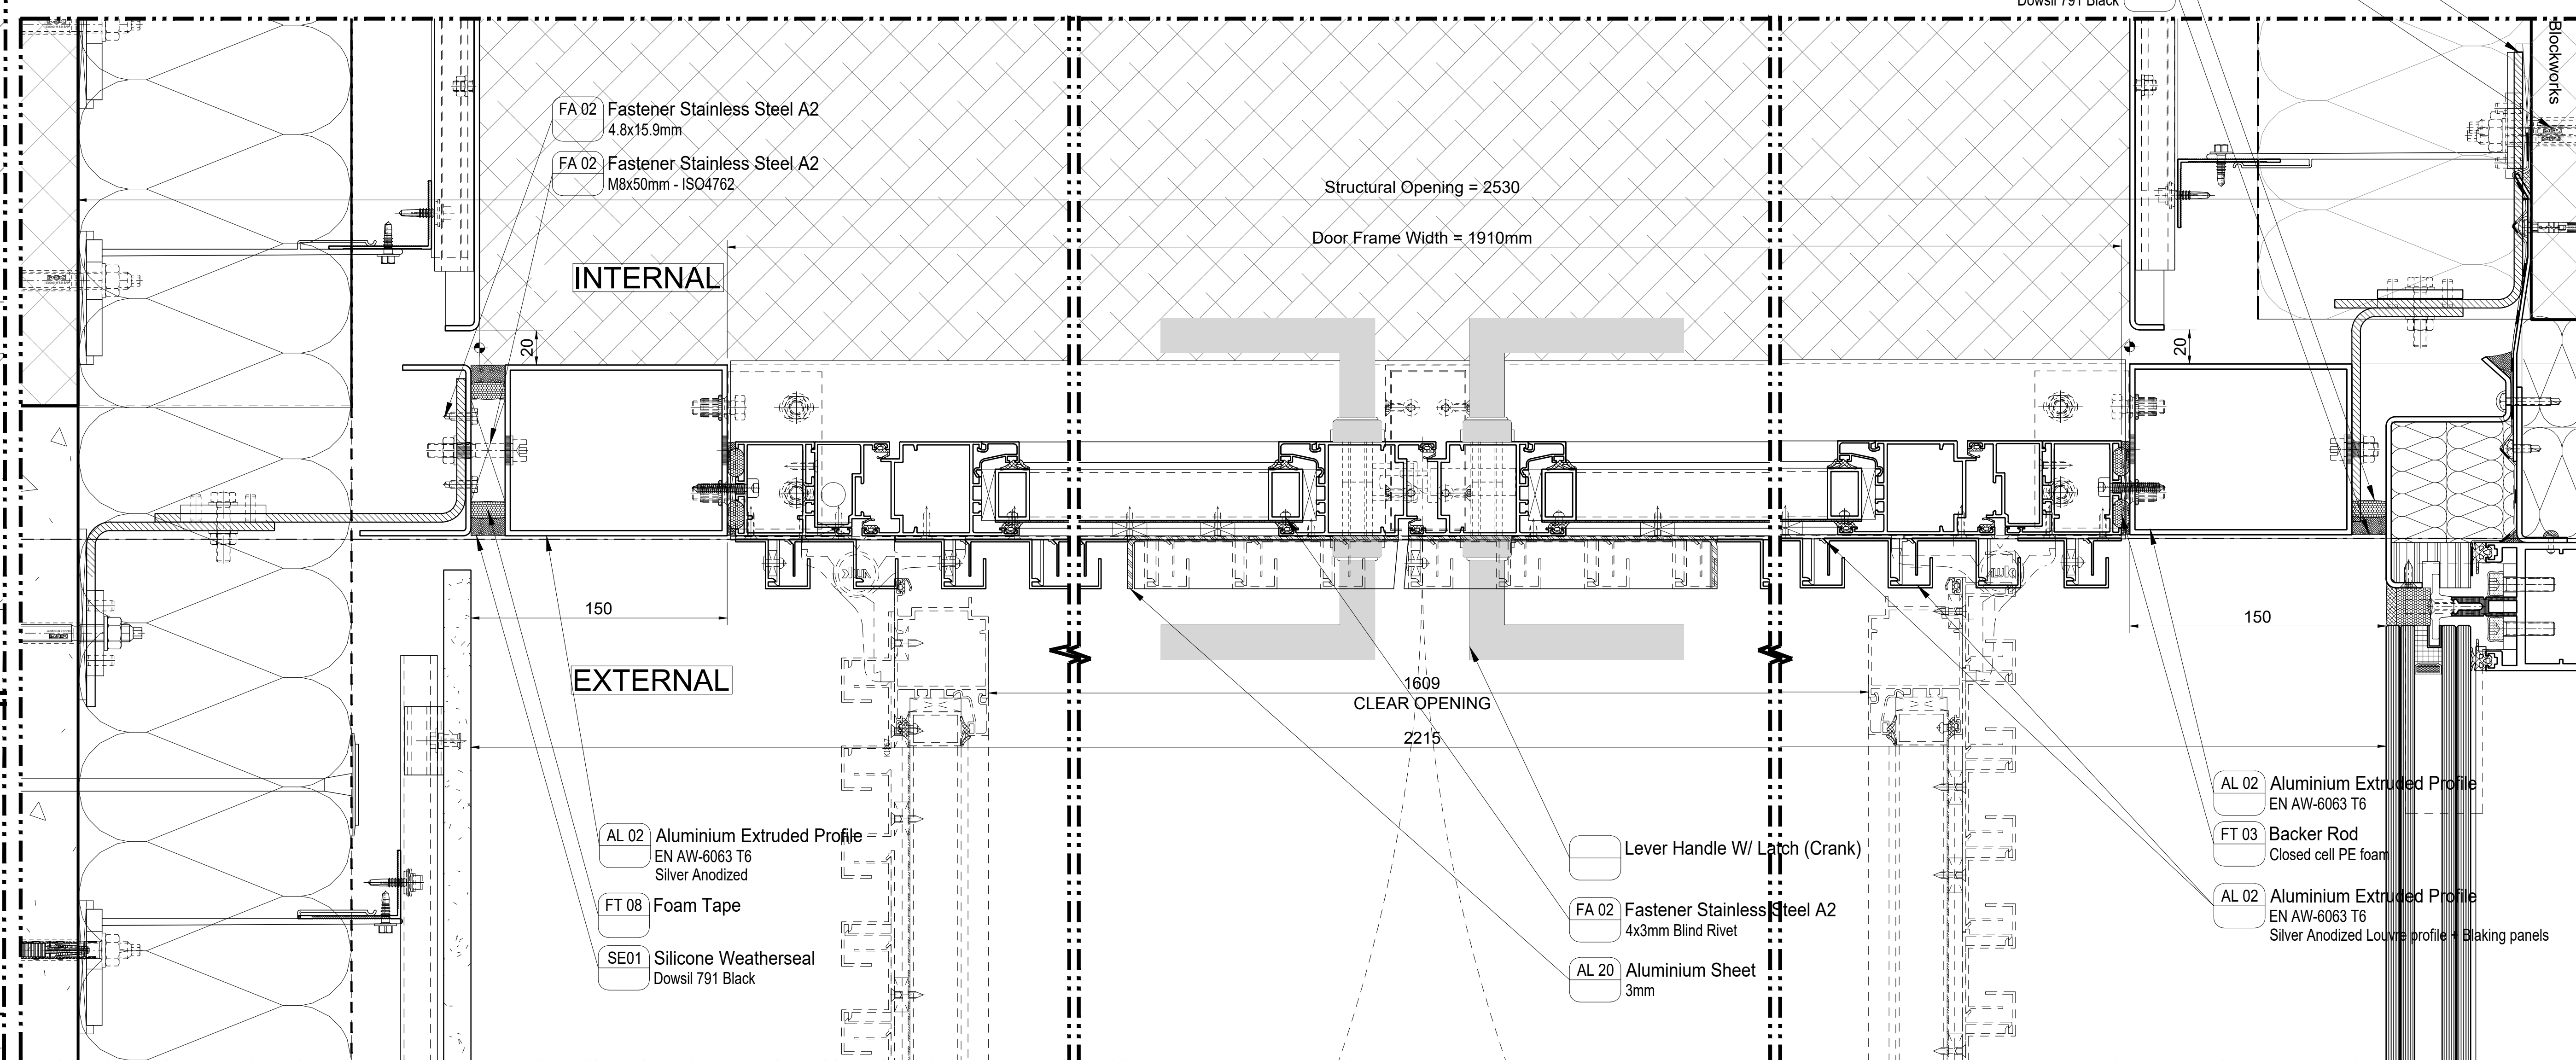 Dowsil 791 Black
Blockworks
FA 02 Fastener Stainless Steel A2
4.8x15.9mm
FA 02 Fastener Stainless Steel A2
M8x50mm - ISO4762
Structural Opening = 2530
Door Frame Width = 1910mm
INTERNAL
20
20
150
150
EXTERNAL
1609
CLEAR OPENING
2215
AL 02 Aluminium Extruded Profile
EN AW-6063 T6
Silver Anodized
FT 08 Foam Tape
SE01 Silicone Weatherseal
Dowsil 791 Black
Lever Handle W/ Latch (Crank)
FA 02 Fastener Stainless Steel A2
4x3mm Blind Rivet
AL 20 Aluminium Sheet
3mm
AL 02 Aluminium Extruded Profile
EN AW-6063 T6
FT 03 Backer Rod
Closed cell PE foam
AL 02 Aluminium Extruded Profile
EN AW-6063 T6
Silver Anodized Louvre profile + Blaking panels